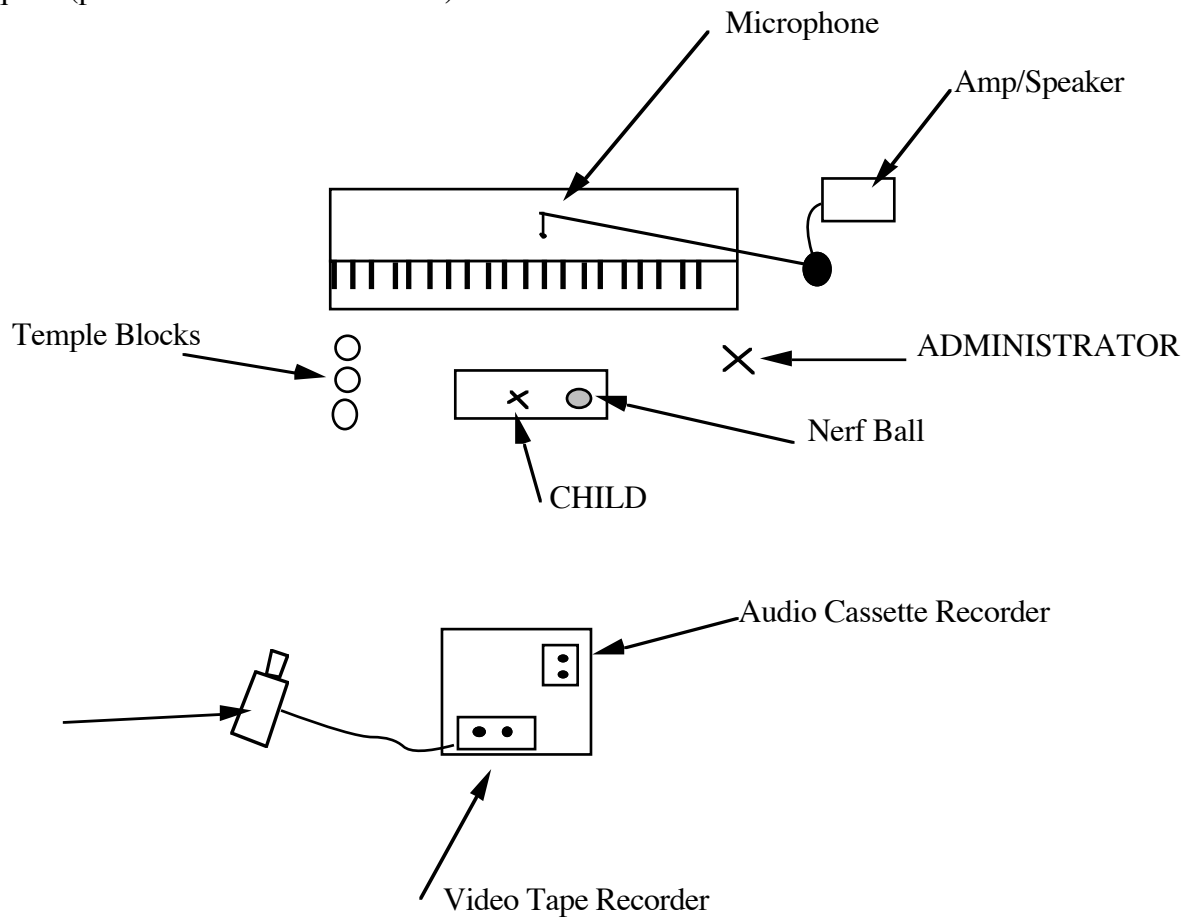 Microphone
Amp/Speaker
Temple Blocks
ADMINISTRATOR
Nerf Ball
CHILD
Audio Cassette Recorder
Video Tape Recorder